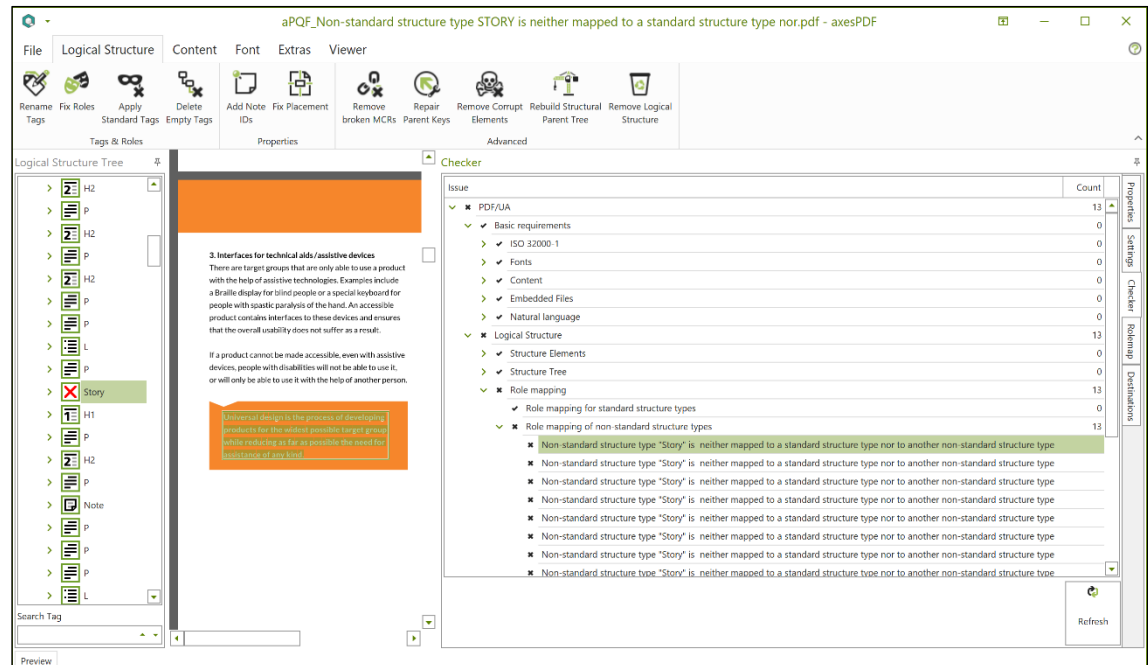 aPQF_Non-standard structure type STORY is neither mapped to a standard structure type nor.pdf - axesPDF
File Logical Structure Content Font Extras Viewer
Rename Tags
Fix Roles
Apply Standard Tags
Delete Empty Tags
Add Note IDs
Fix Placement
Remove broken MCRs
Repair Parent Keys
Remove Corrupt Elements
Rebuild Structural Parent Tree
Remove Logical Structure
Tags & Roles
Properties
Advanced
Logical Structure Tree
H2
P
H2
P
H2
P
P
L
P
Story
H1
P
H2
P
Note
P
P
P
L
Search Tag
Preview
3. Interfaces for technical aids/assistive devices
There are target groups that are only able to use a product
with the help of assistive technologies. Examples include
a Braille display for blind people or a special keyboard for
people with spastic paralysis of the hand. An accessible
product contains interfaces to these devices and ensures
that the overall usability does not suffer as a result.
If a product cannot be made accessible, even with assistive
devices, people with disabilities will not be able to use it,
or will only be able to use it with the help of another person.
Universal design is the process of developing
products for the widest possible target group
while reducing as far as possible the need for
assistance of any kind.
Checker
Issue Count
PDF/UA 13
Basic requirements 0
ISO 32000-1 0
Fonts 0
Content 0
Embedded Files 0
Natural language 0
Logical Structure 13
Structure Elements 0
Structure Tree 0
Role mapping 13
Role mapping for standard structure types 0
Role mapping of non-standard structure types 13
Non-standard structure type "Story" is neither mapped to a standard structure type nor to another non-standard structure type
Non-standard structure type "Story" is neither mapped to a standard structure type nor to another non-standard structure type
Non-standard structure type "Story" is neither mapped to a standard structure type nor to another non-standard structure type
Non-standard structure type "Story" is neither mapped to a standard structure type nor to another non-standard structure type
Non-standard structure type "Story" is neither mapped to a standard structure type nor to another non-standard structure type
Non-standard structure type "Story" is neither mapped to a standard structure type nor to another non-standard structure type
Non-standard structure type "Story" is neither mapped to a standard structure type nor to another non-standard structure type
Non-standard structure type "Story" is neither mapped to a standard structure type nor to another non-standard structure type
Refresh
Properties
Settings
Checker
Rolemap
Destinations